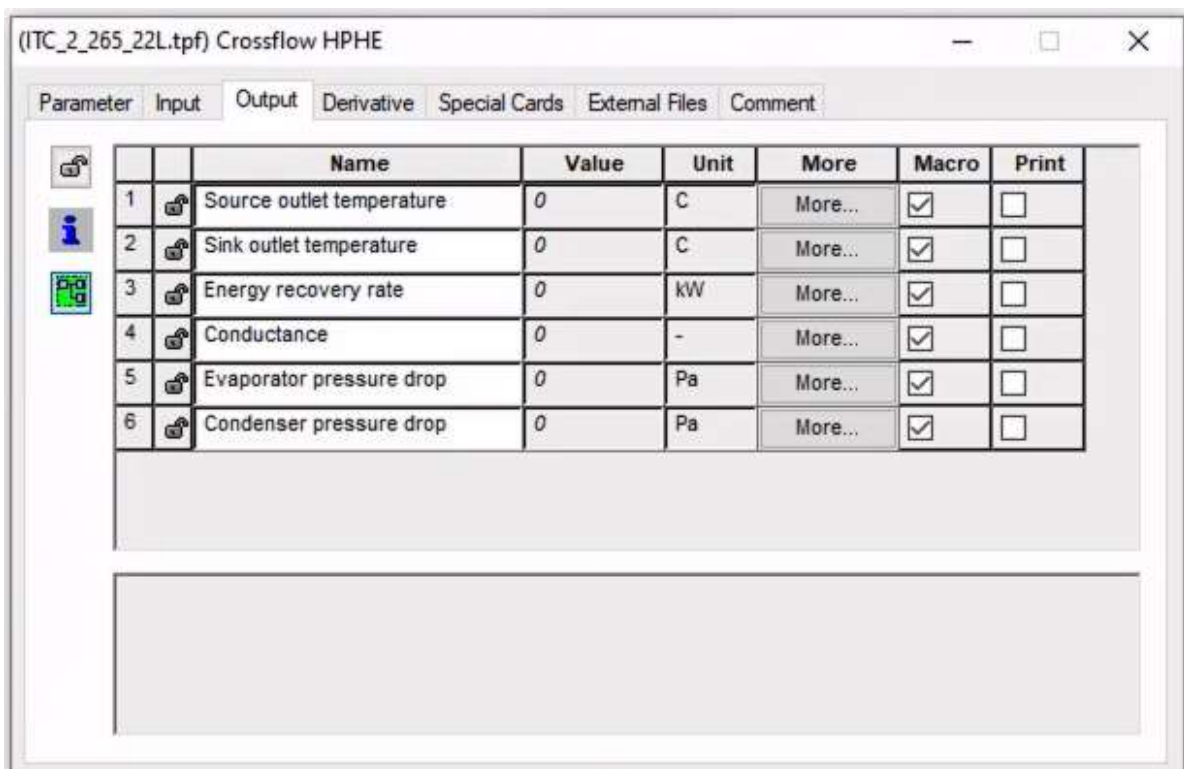 (ITC_2_265_22L.tpf) Crossflow HPHE
Parameter Input Output Derivative Special Cards External Files Comment
Name Value Unit More Macro Print
1 Source outlet temperature 0 C More...
2 Sink outlet temperature 0 C More...
3 Energy recovery rate 0 kW More...
4 Conductance 0 - More...
5 Evaporator pressure drop 0 Pa More...
6 Condenser pressure drop 0 Pa More...